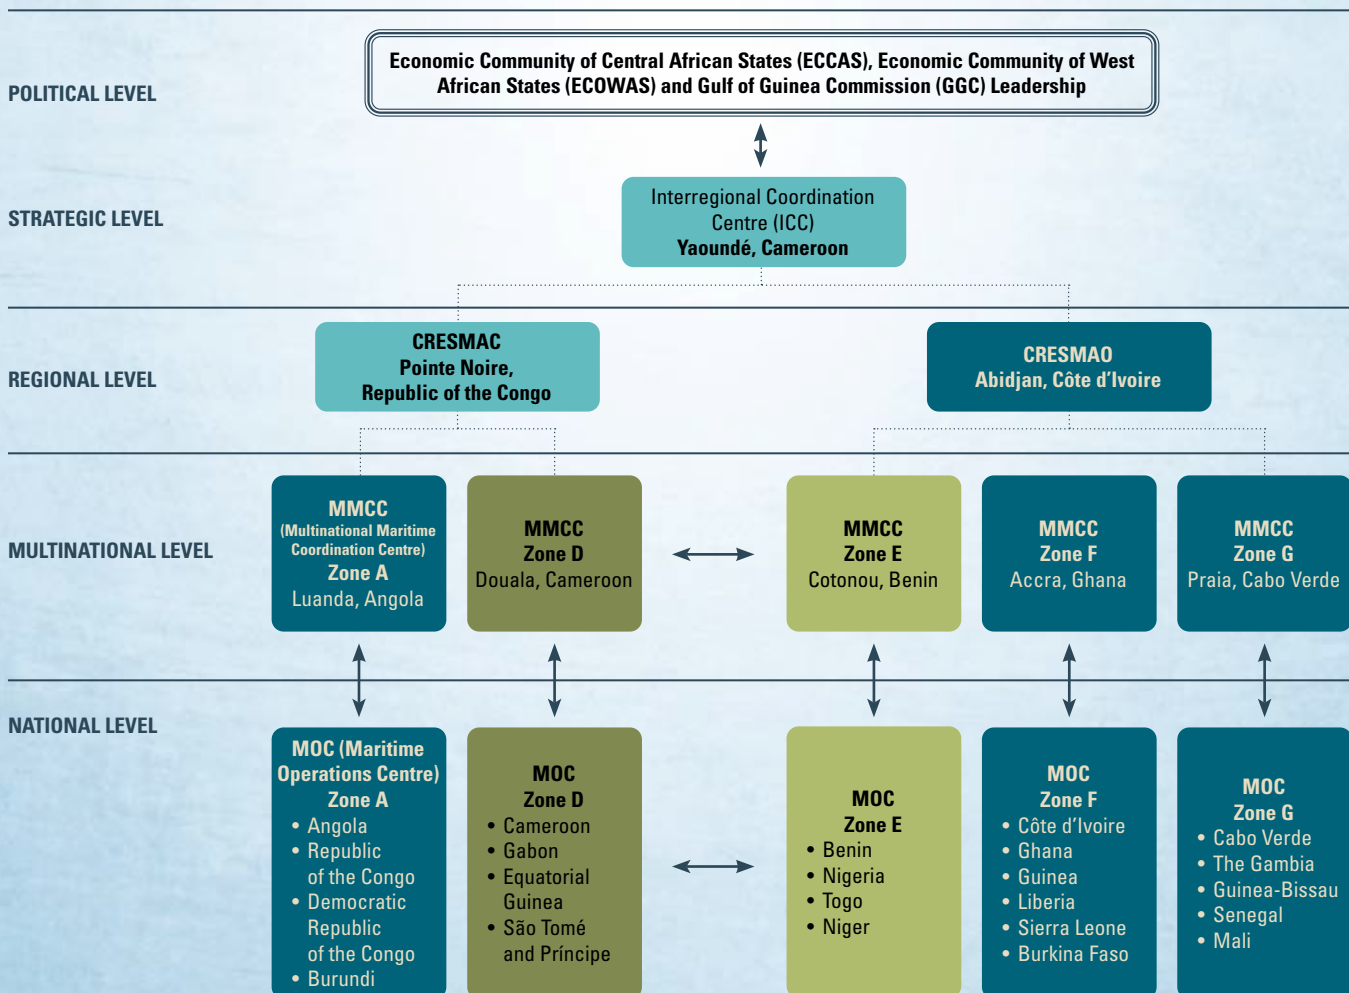 POLITICAL LEVEL
Economic Community of Central African States (ECCAS), Economic Community of West
African States (ECOWAS) and Gulf of Guinea Commission (GGC) Leadership
STRATEGIC LEVEL
Interregional Coordination
Centre (ICC)
Yaoundé, Cameroon
REGIONAL LEVEL
CRESMAC
Pointe Noire,
Republic of the Congo
CRESMAO
Abidjan, Côte d'Ivoire
MULTINATIONAL LEVEL
MMCC
(Multinational Maritime
Coordination Centre)
Zone A
Luanda, Angola
MMCC
Zone D
Douala, Cameroon
MMCC
Zone E
Cotonou, Benin
MMCC
Zone F
Accra, Ghana
MMCC
Zone G
Praia, Cabo Verde
NATIONAL LEVEL
MOC (Maritime
Operations Centre)
Zone A
• Angola
• Republic
of the Congo
• Democratic
Republic
of the Congo
• Burundi
MOC
Zone D
• Cameroon
• Gabon
• Equatorial
Guinea
• São Tomé
and Príncipe
MOC
Zone E
• Benin
• Nigeria
• Togo
• Niger
MOC
Zone F
• Côte d'Ivoire
• Ghana
• Guinea
• Liberia
• Sierra Leone
• Burkina Faso
MOC
Zone G
• Cabo Verde
• The Gambia
• Guinea-Bissau
• Senegal
• Mali